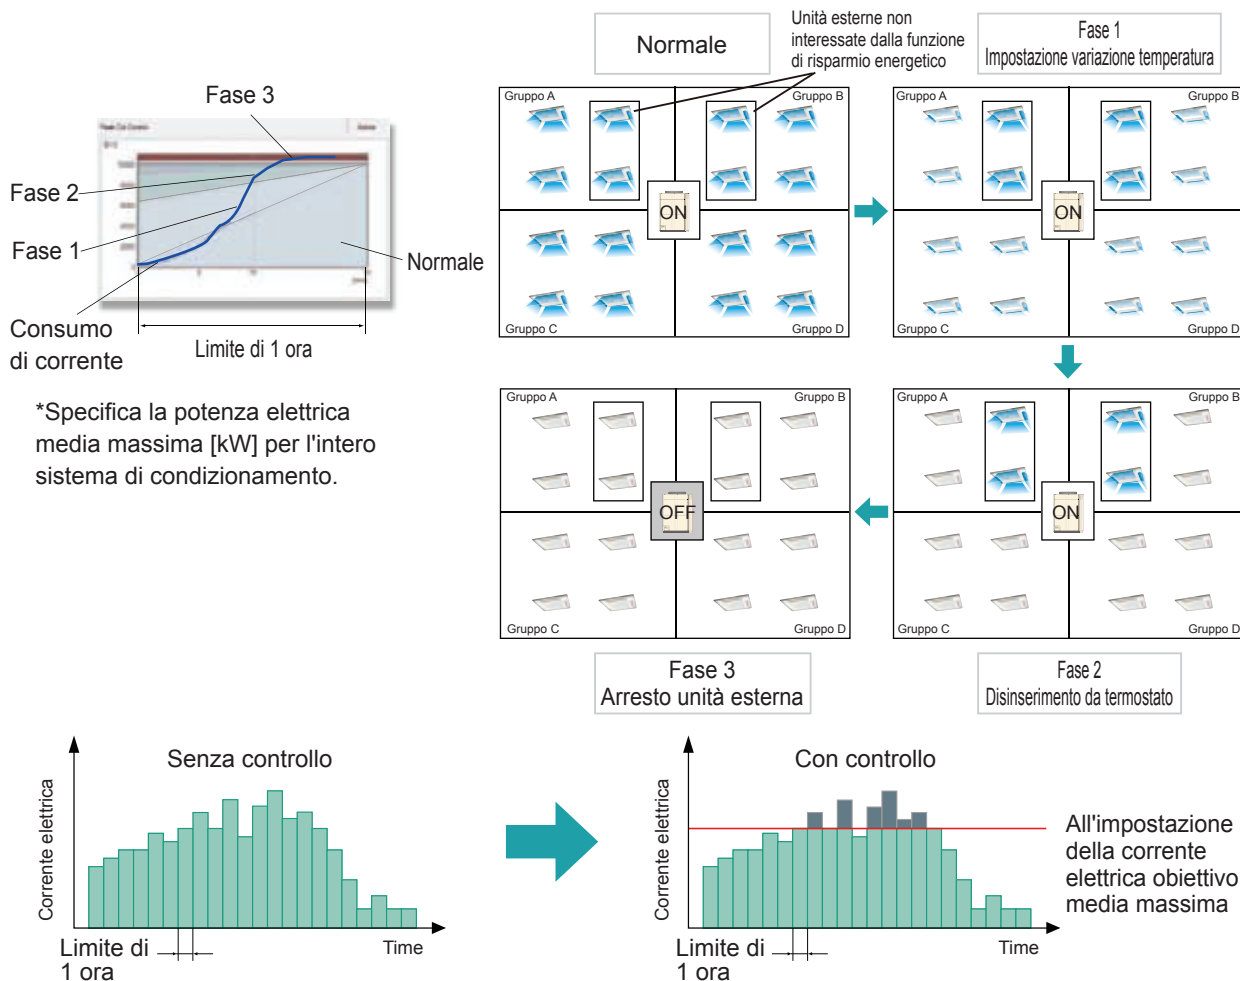 Fase 3
Fase 2
Fase 1
Normale
Consumo
di corrente
Limite di 1 ora
*Specifica la potenza elettrica
media massima [kW] per l'intero
sistema di condizionamento.
Normale
Unità esterne non
interessate dalla funzione
di risparmio energetico
Fase 1
Impostazione variazione temperatura
Gruppo A
Gruppo B
ON
Gruppo C
Gruppo D
Gruppo A
Gruppo B
ON
Gruppo C
Gruppo D
Gruppo A
Gruppo B
OFF
Gruppo C
Gruppo D
Gruppo A
Gruppo B
ON
Gruppo C
Gruppo D
Fase 3
Arresto unità esterna
Fase 2
Disinserimento da termostato
Senza controllo
Corrente elettrica
Time
Limite di
1 ora
Con controllo
Corrente elettrica
Time
Limite di
1 ora
All'impostazione
della corrente
elettrica obiettivo
media massima